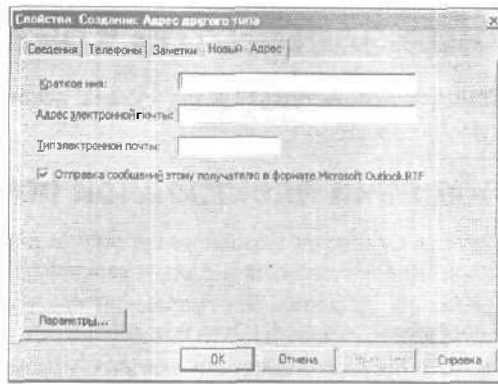 Свойства: Создание: Адрес другого типа
Сведения Телефоны Заметки Новый - Адрес
Краткое имя:
Адрес электронной почты:
Тип электронной почты:
Отправка сообщений этому получателю в формате Microsoft Outlook RTF
Параметры...
OK Отмена Справка